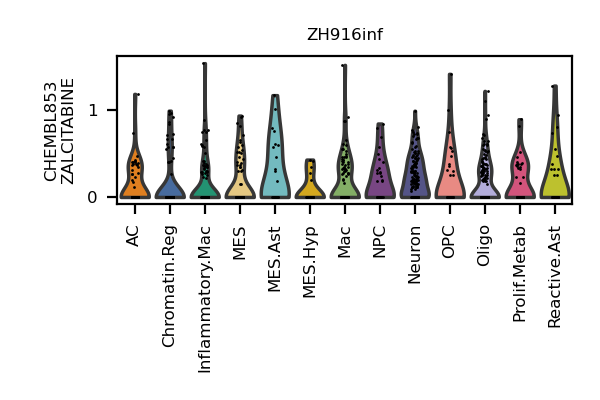 ZH916inf
CHEMBL853
ZALCITABINE
1
0
AC
Chromatin.Reg
Inflammatory.Mac
MES
MES.Ast
MES.Hyp
Mac
NPC
Neuron
OPC
Oligo
Prolif.Metab
Reactive.Ast